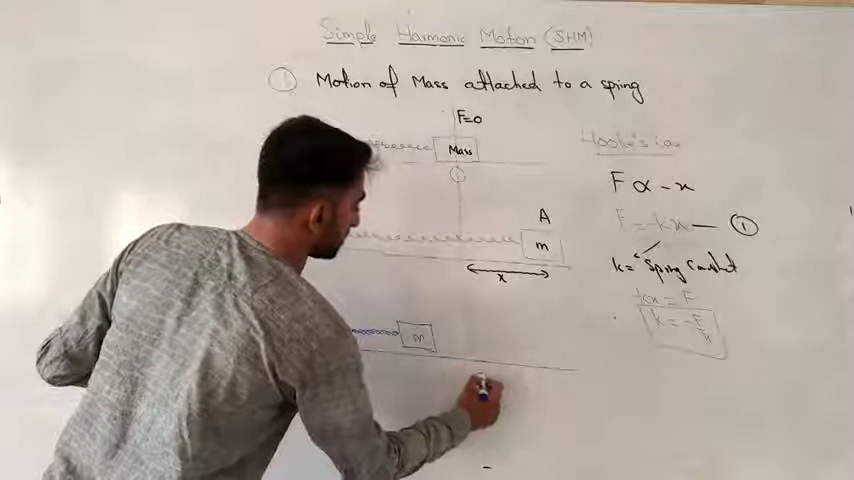 Simple Harmonic Motion (SHM)
① Motion of Mass attached to a spring
F=0
Mass
A
m
x
m
Hooke's Law
F ∝ - x
F = -kx — ①
k = Spring Constant
-kx = F
k = -F/x